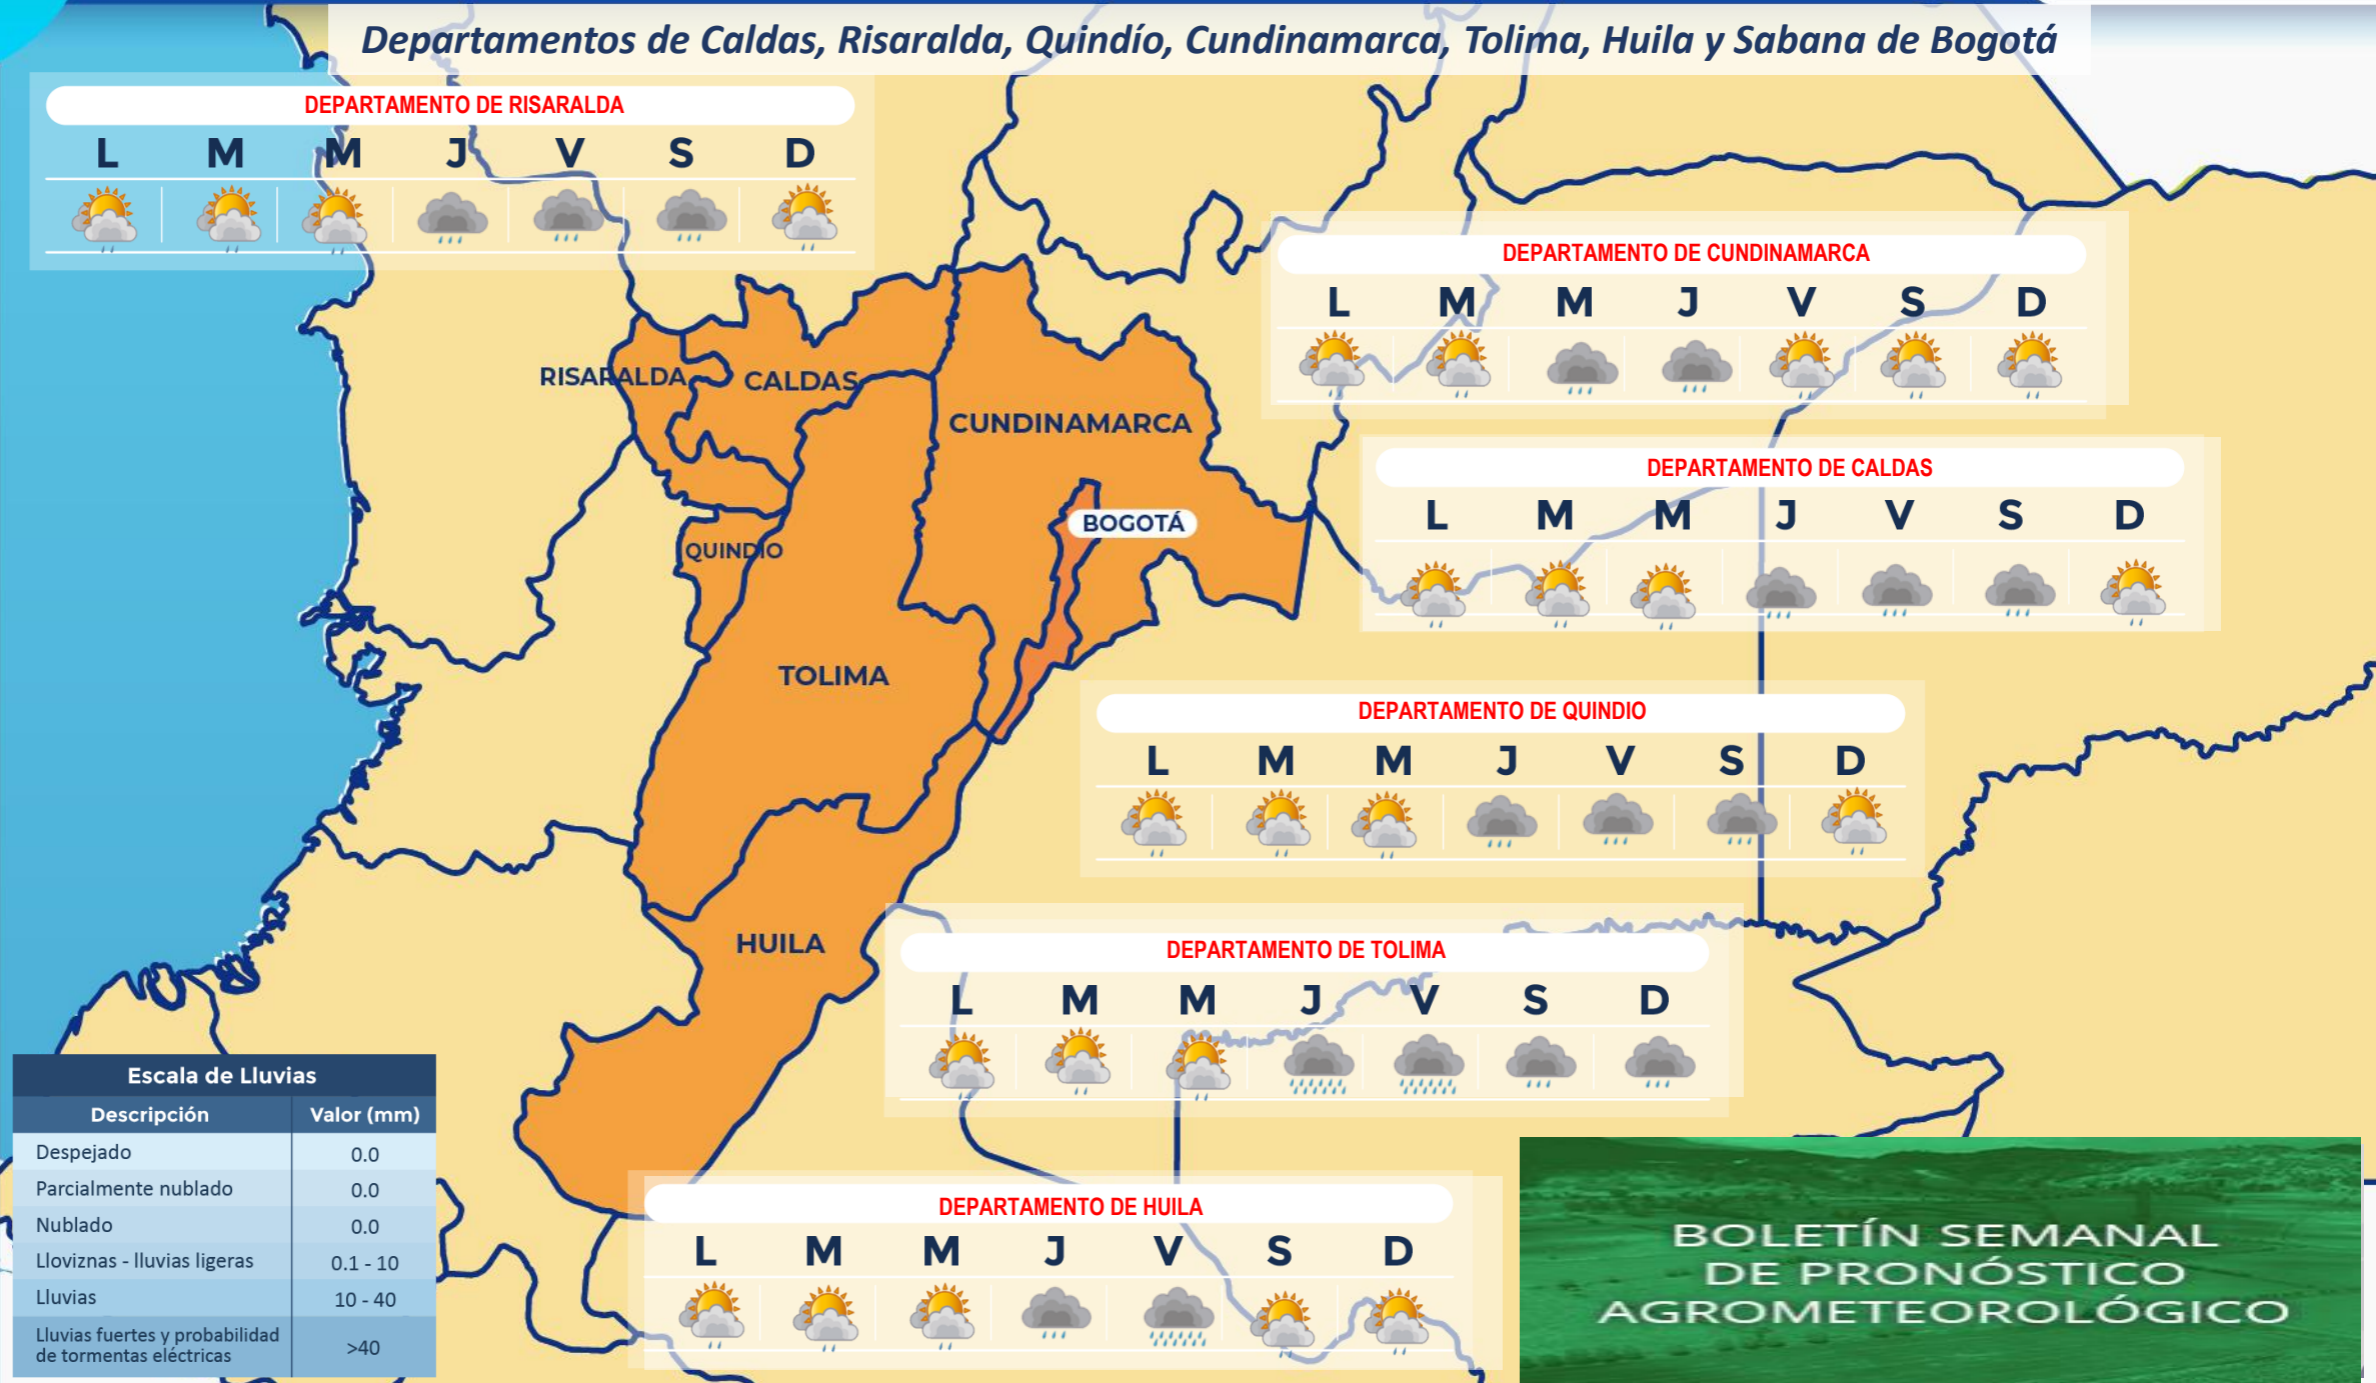 Departamentos de Caldas, Risaralda, Quindío, Cundinamarca, Tolima, Huila y Sabana de Bogotá
DEPARTAMENTO DE RISARALDA
L M M J V S D
DEPARTAMENTO DE CUNDINAMARCA
L M M J V S D
RISARALDA
CALDAS
CUNDINAMARCA
DEPARTAMENTO DE CALDAS
L M M J V S D
BOGOTÁ
QUINDIO
TOLIMA
DEPARTAMENTO DE QUINDIO
L M M J V S D
HUILA
DEPARTAMENTO DE TOLIMA
L M M J V S D
Escala de Lluvias
Descripción Valor (mm)
Despejado 0.0
Parcialmente nublado 0.0
Nublado 0.0
Lloviznas - lluvias ligeras 0.1 - 10
Lluvias 10 - 40
Lluvias fuertes y probabilidad
de tormentas eléctricas >40
DEPARTAMENTO DE HUILA
L M M J V S D
BOLETÍN SEMANAL
DE PRONÓSTICO
AGROMETEOROLÓGICO